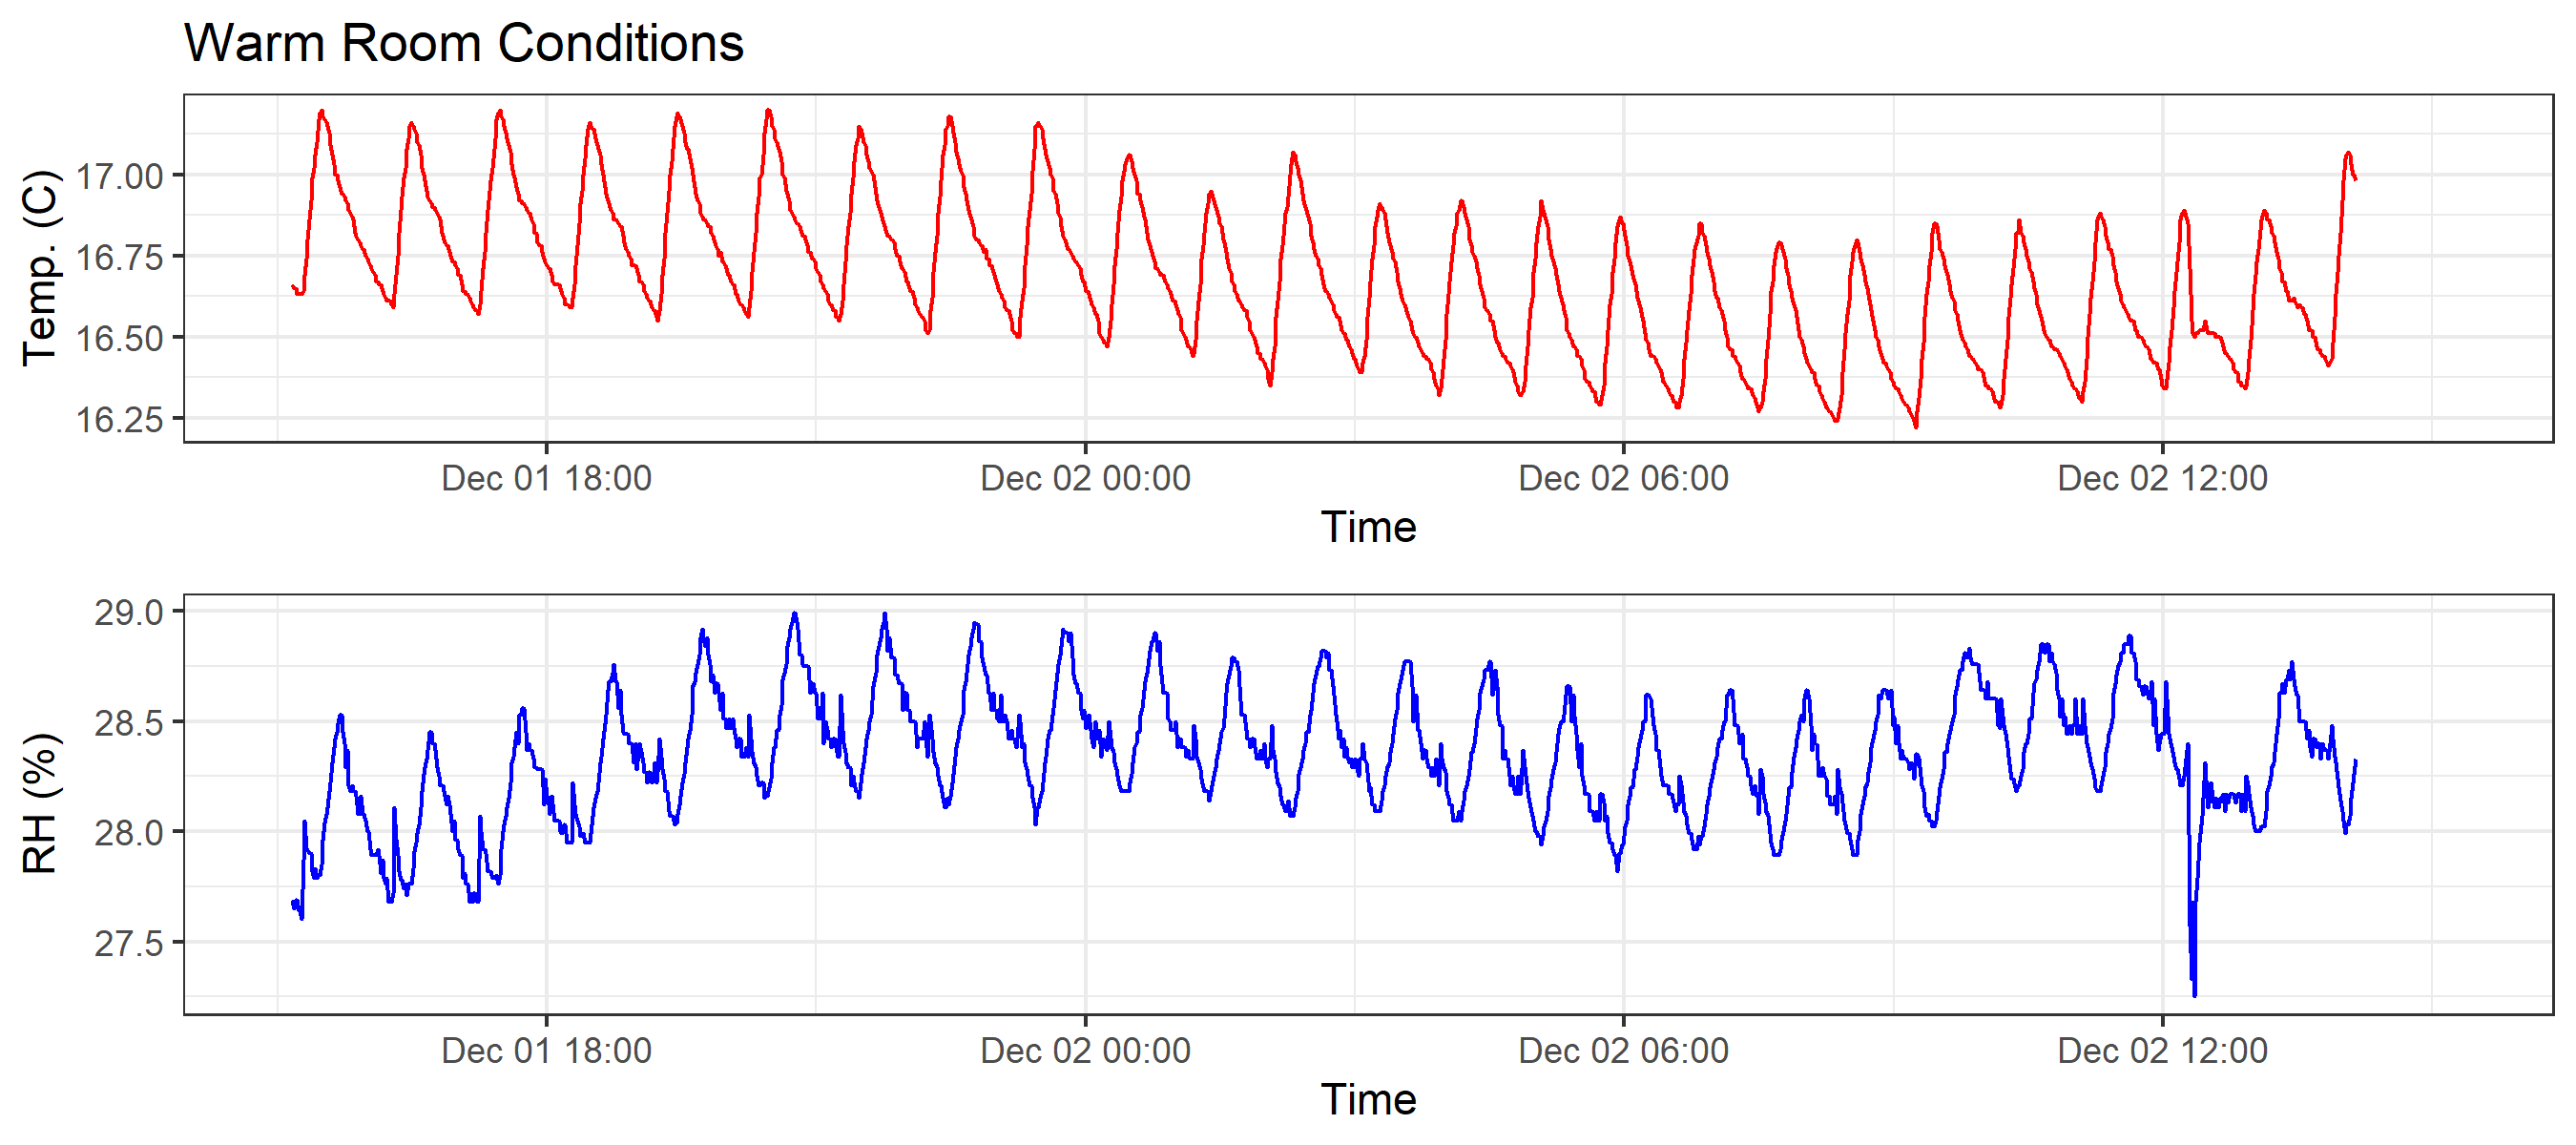 Warm Room Conditions
Temp. (C)
17.00
16.75
16.50
16.25
Dec 01 18:00 Dec 02 00:00 Dec 02 06:00 Dec 02 12:00
Time
RH (%)
29.0
28.5
28.0
27.5
Dec 01 18:00 Dec 02 00:00 Dec 02 06:00 Dec 02 12:00
Time